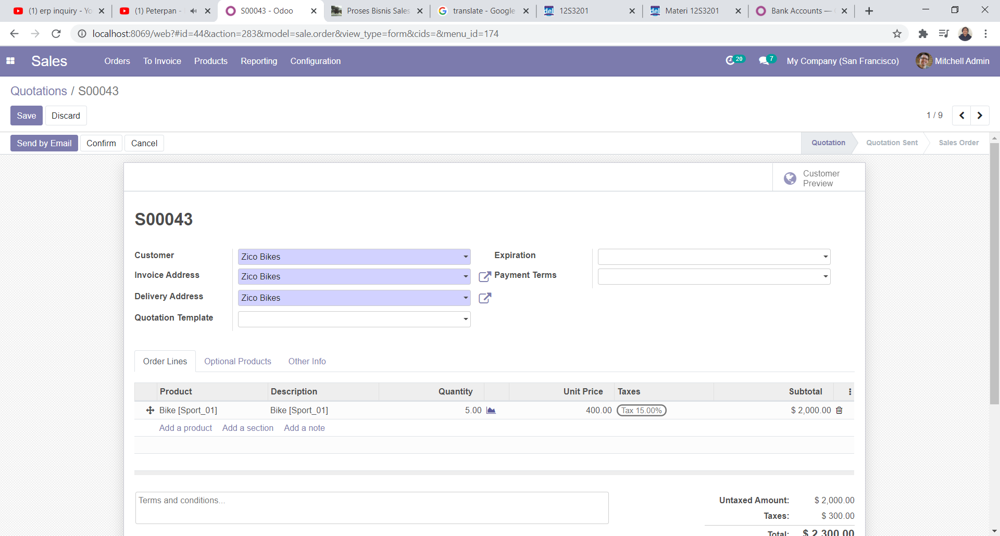 (1) erp inquiry - Yo
(1) Peterpan -
S00043 - Odoo
Proses Bisnis Sales
translate - Google
12S3201
Materi 12S3201
Bank Accounts —
localhost:8069/web?#id=44&action=283&model=sale.order&view_type=form&cids=&menu_id=174
Sales
Orders
To Invoice
Products
Reporting
Configuration
20
7
My Company (San Francisco)
Mitchell Admin
Quotations / S00043
Save
Discard
1 / 9
Send by Email
Confirm
Cancel
Quotation
Quotation Sent
Sales Order
Customer
Preview
S00043
Customer
Zico Bikes
Expiration
Invoice Address
Zico Bikes
Payment Terms
Delivery Address
Zico Bikes
Quotation Template
Order Lines
Optional Products
Other Info
Product
Description
Quantity
Unit Price
Taxes
Subtotal
Bike [Sport_01]
Bike [Sport_01]
5.00
400.00
Tax 15.00%
$ 2,000.00
Add a product
Add a section
Add a note
Terms and conditions...
Untaxed Amount:
$ 2,000.00
Taxes:
$ 300.00
Total:
$ 2,300.00